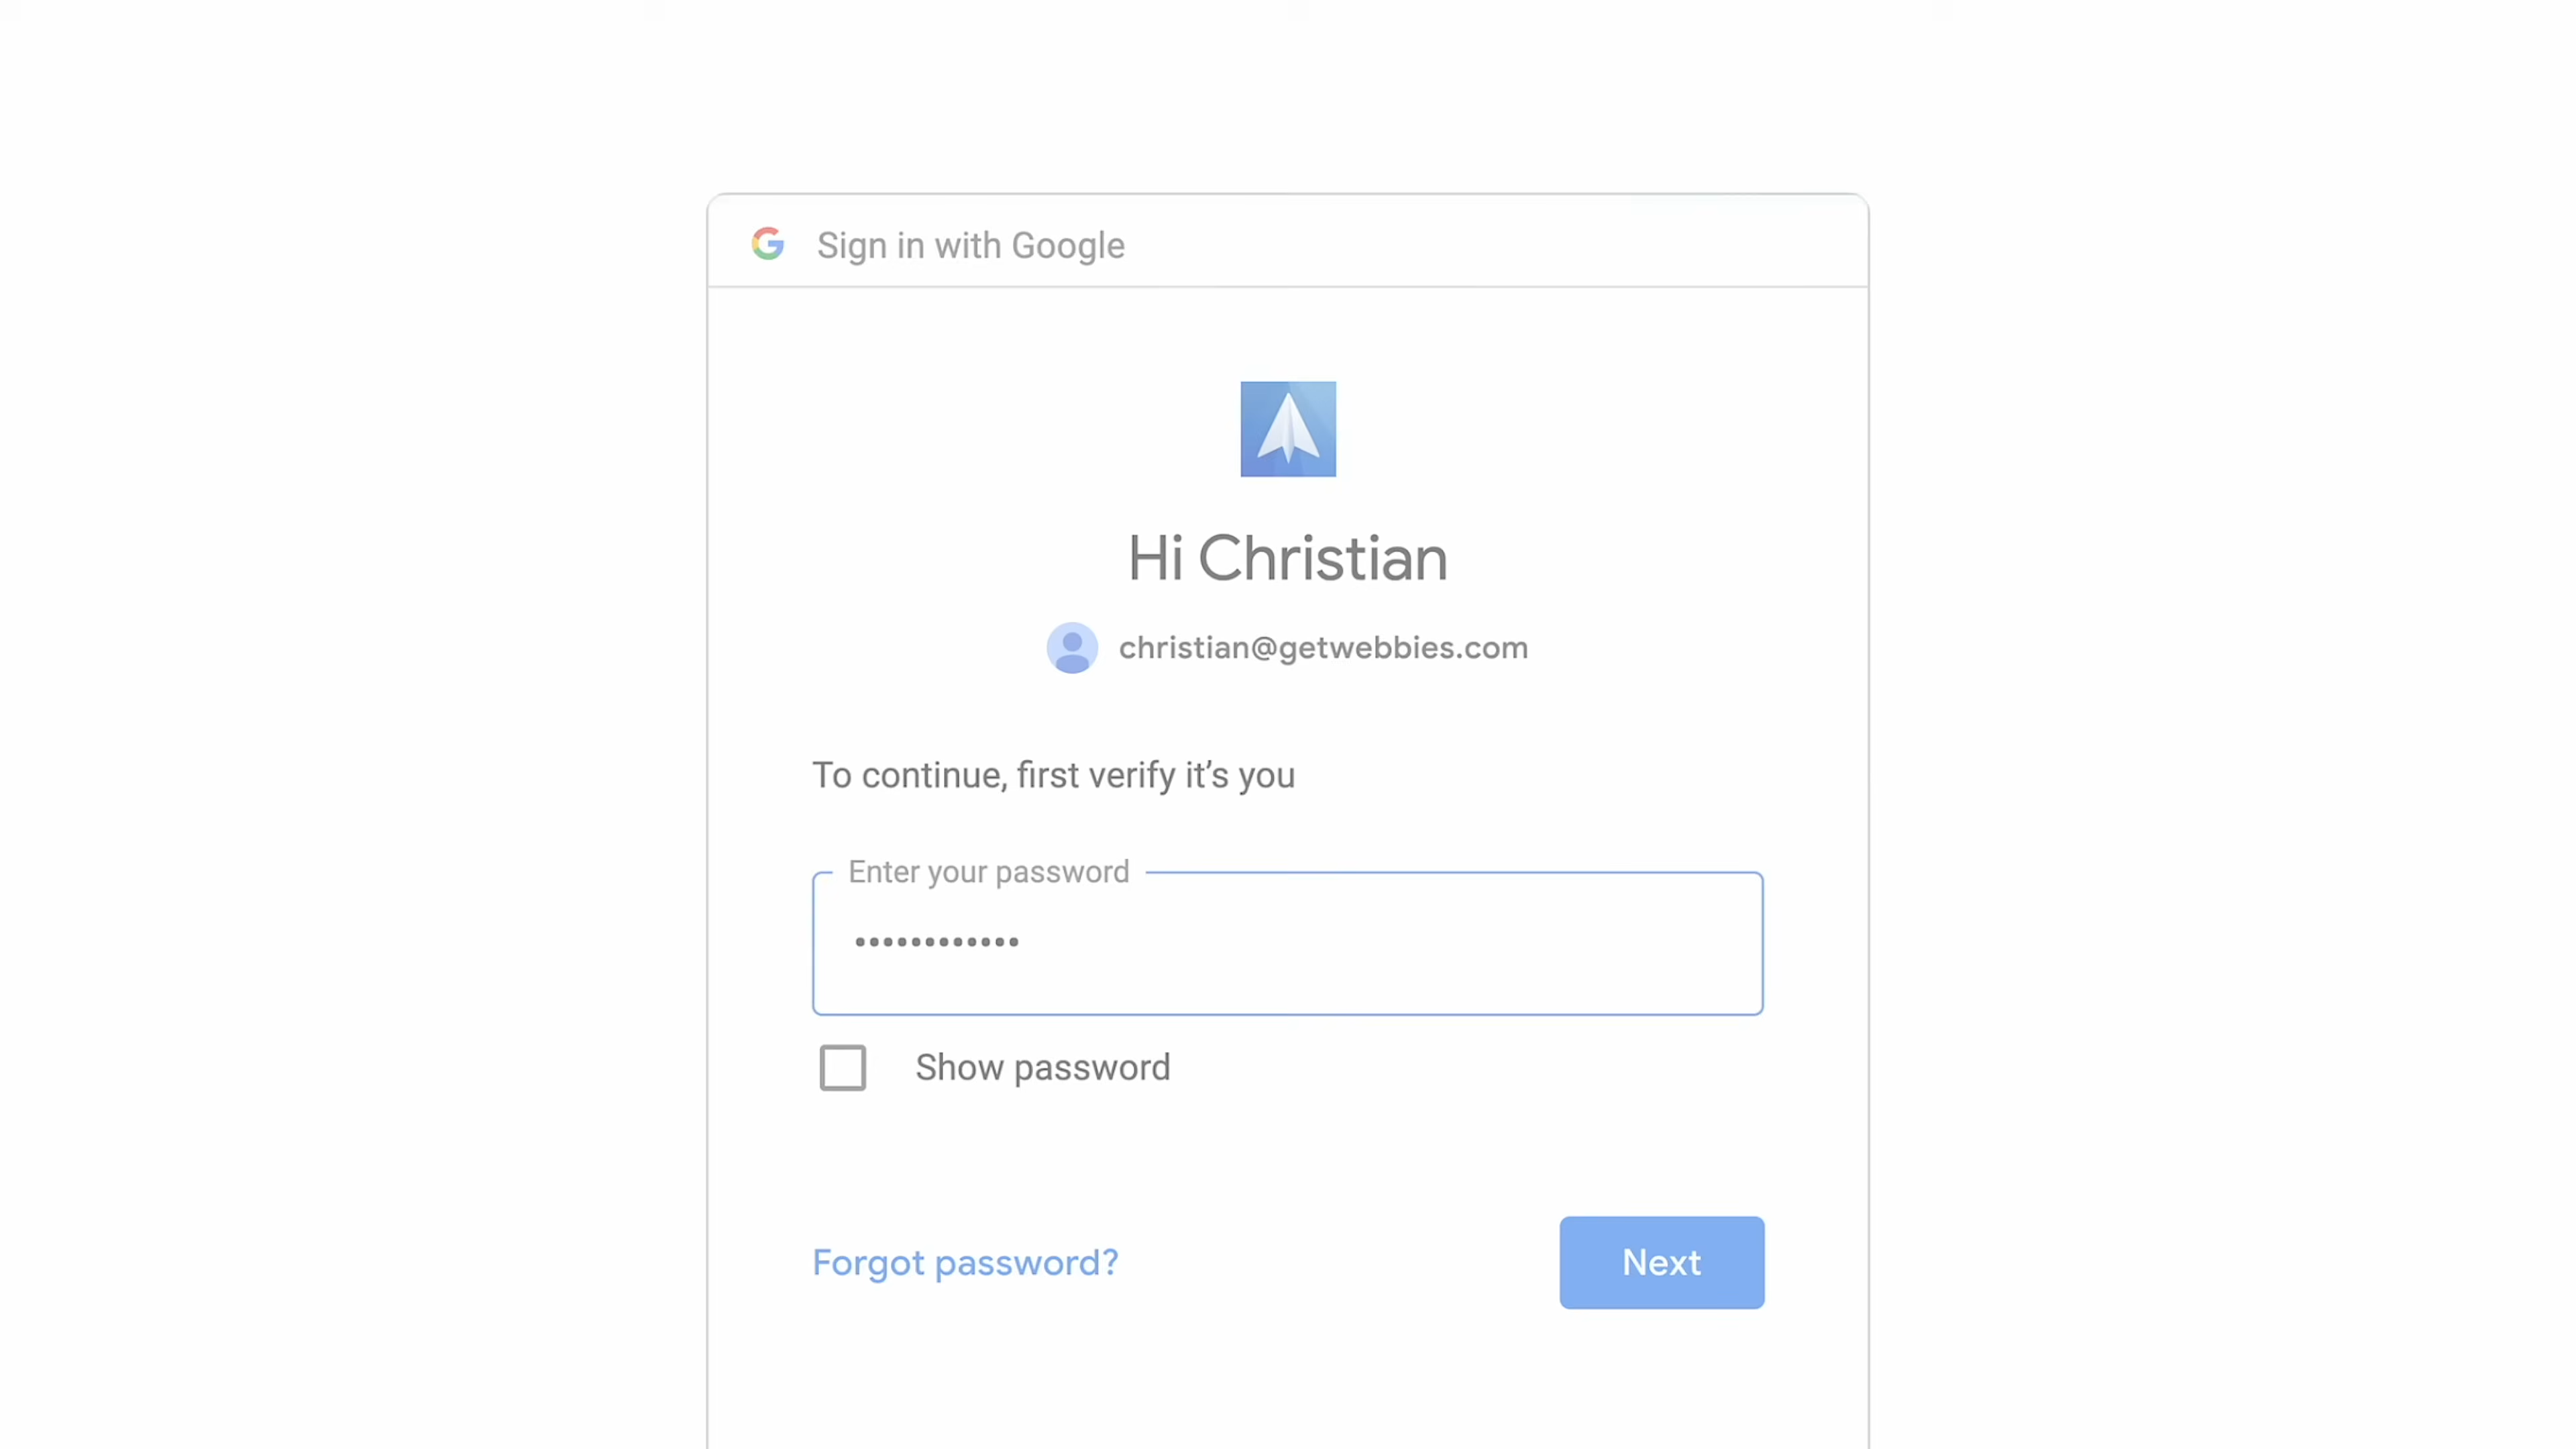 Sign in with Google
Hi Christian
christian@getwebbies.com
To continue, first verify it’s you
Enter your password
••••••••••••
Show password
Forgot password?
Next